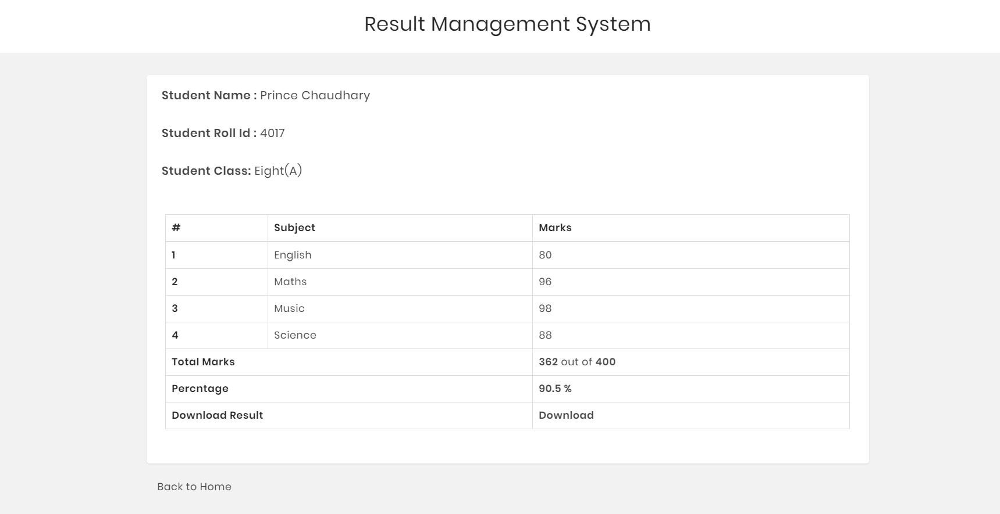 Result Management System
Student Name : Prince Chaudhary
Student Roll Id : 4017
Student Class: Eight(A)
# Subject Marks
1 English 80
2 Maths 96
3 Music 98
4 Science 88
Total Marks 362 out of 400
Percntage 90.5 %
Download Result Download
Back to Home